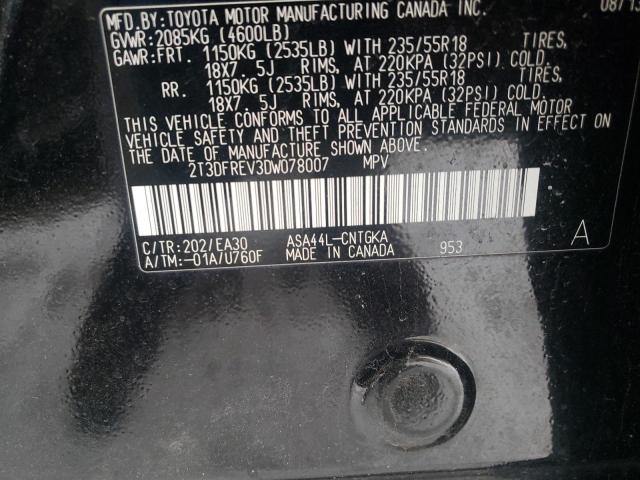 MFD.BY:TOYOTA MOTOR MANUFACTURING CANADA INC. 08/13
GVWR:2085KG (4600LB)
GAWR:FRT. 1150KG (2535LB) WITH 235/55R18 TIRES,
18X7.5J RIMS, AT 220KPA (32PSI) COLD.
RR. 1150KG (2535LB) WITH 235/55R18 TIRES,
18X7.5J RIMS, AT 220KPA (32PSI) COLD.
THIS VEHICLE CONFORMS TO ALL APPLICABLE FEDERAL MOTOR
VEHICLE SAFETY AND THEFT PREVENTION STANDARDS IN EFFECT ON
THE DATE OF MANUFACTURE SHOWN ABOVE.
2T3DFREV3DW078007 MPV
C/TR:202/EA30 ASA44L-CNTGKA A
A/TM:-01A/U760F MADE IN CANADA 953